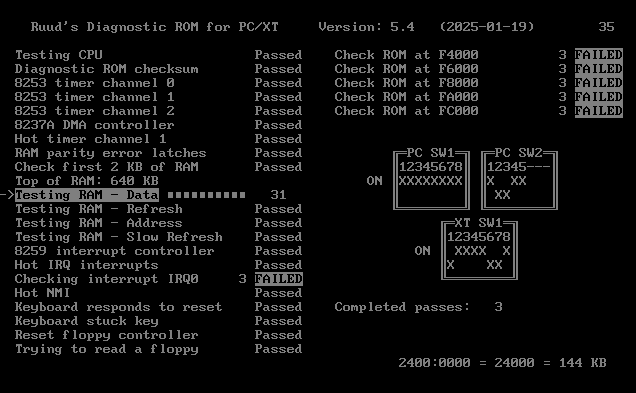 Ruud's Diagnostic ROM for PC/XT     Version: 5.4   (2025-01-19)        35
Testing CPU                   Passed
Diagnostic ROM checksum       Passed
8253 timer channel 0          Passed
8253 timer channel 1          Passed
8253 timer channel 2          Passed
8237A DMA controller          Passed
Hot timer channel 1           Passed
RAM parity error latches      Passed
Check first 2 KB of RAM       Passed
Top of RAM: 640 KB
->Testing RAM - Data ■■■■■■■■■■   31
Testing RAM - Refresh         Passed
Testing RAM - Address         Passed
Testing RAM - Slow Refresh    Passed
8259 interrupt controller     Passed
Hot IRQ interrupts            Passed
Checking interrupt IRQ0     3 FAILED
Hot NMI                       Passed
Keyboard responds to reset    Passed
Keyboard stuck key            Passed
Reset floppy controller       Passed
Trying to read a floppy       Passed
Check ROM at F4000          3 FAILED
Check ROM at F6000          3 FAILED
Check ROM at F8000          3 FAILED
Check ROM at FA000          3 FAILED
Check ROM at FC000          3 FAILED
PC SW1     PC SW2
12345678   12345---
ON XXXXXXXX   X  XX
XX
XT SW1
12345678
ON  XXXX  X
X    XX
Completed passes:   3
2400:0000 = 24000 = 144 KB